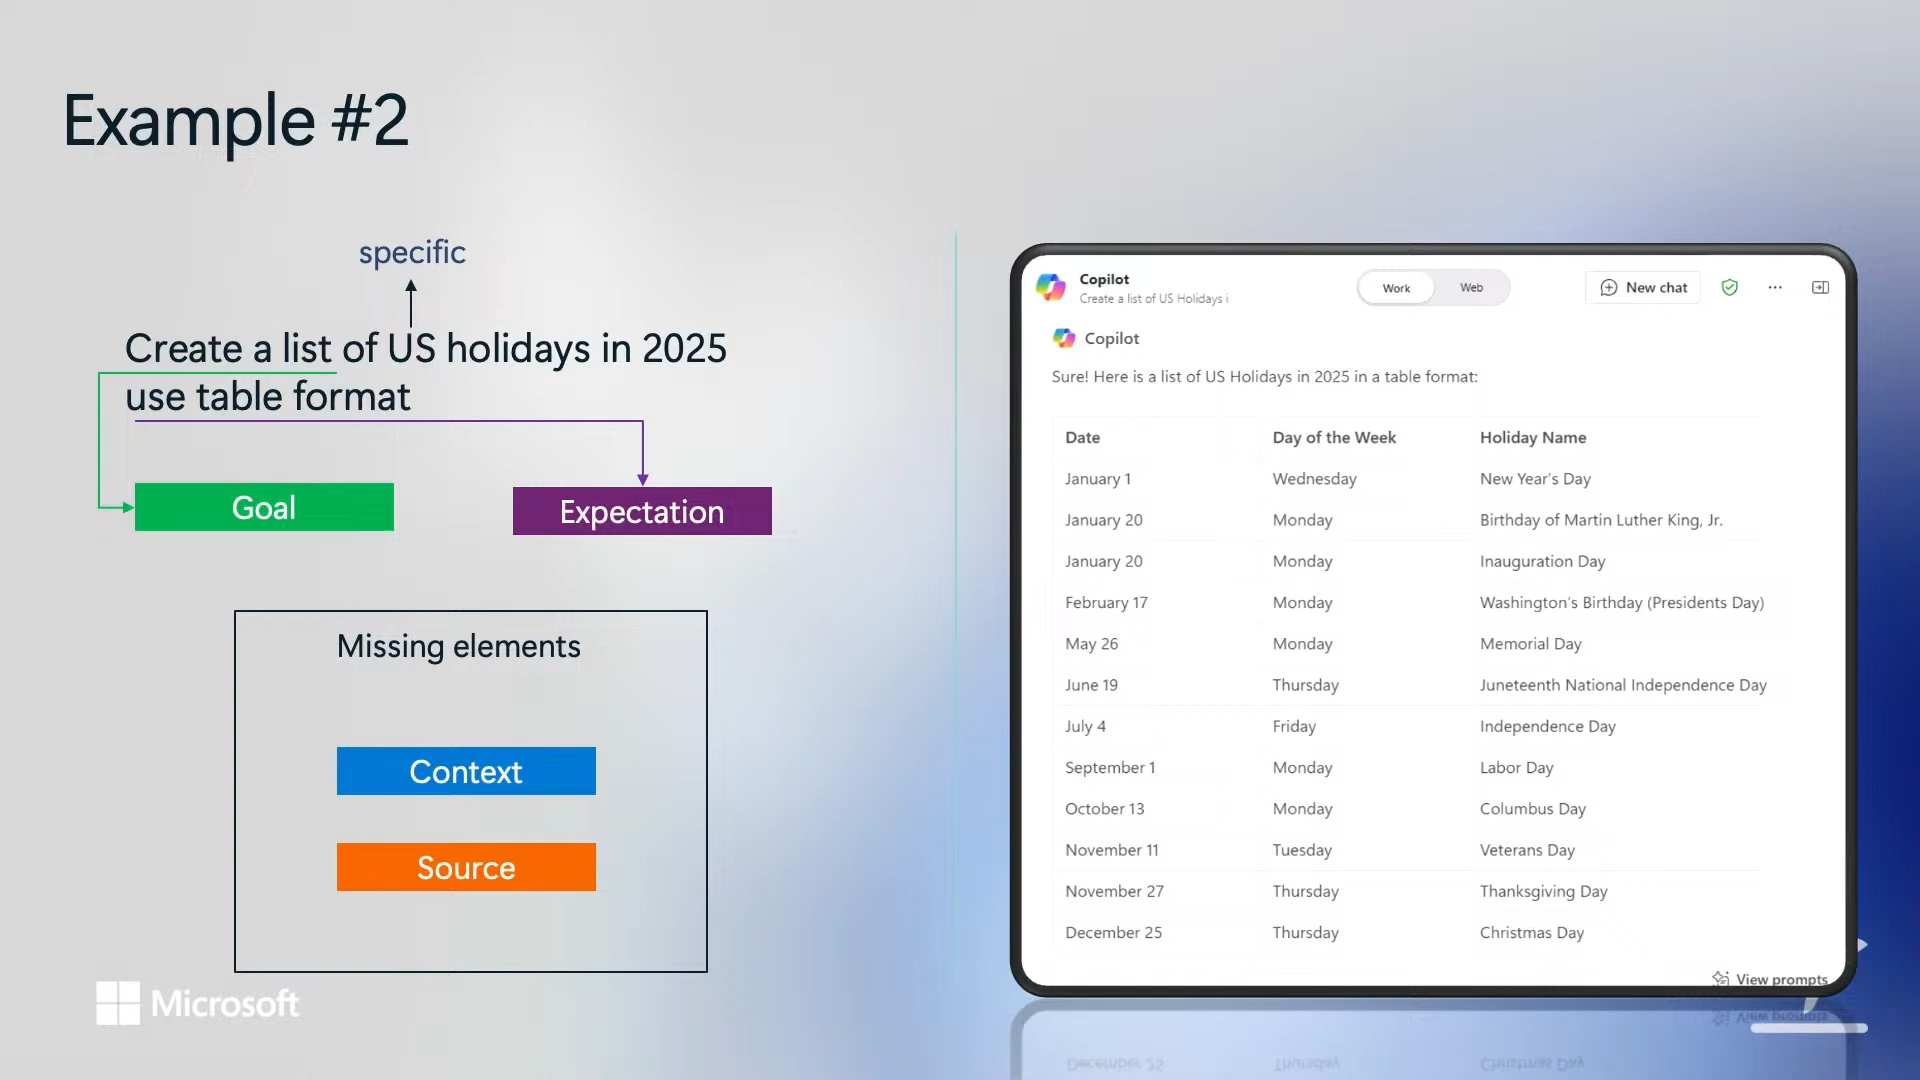 Example #2
specific
Create a list of US holidays in 2025
use table format
Goal
Expectation
Missing elements
Context
Source
Microsoft
Copilot
Create a list of US Holidays i
Work
Web
New chat
Copilot
Sure! Here is a list of US Holidays in 2025 in a table format:
Date Day of the Week Holiday Name
January 1 Wednesday New Year's Day
January 20 Monday Birthday of Martin Luther King, Jr.
January 20 Monday Inauguration Day
February 17 Monday Washington's Birthday (Presidents Day)
May 26 Monday Memorial Day
June 19 Thursday Juneteenth National Independence Day
July 4 Friday Independence Day
September 1 Monday Labor Day
October 13 Monday Columbus Day
November 11 Tuesday Veterans Day
November 27 Thursday Thanksgiving Day
December 25 Thursday Christmas Day
View prompts